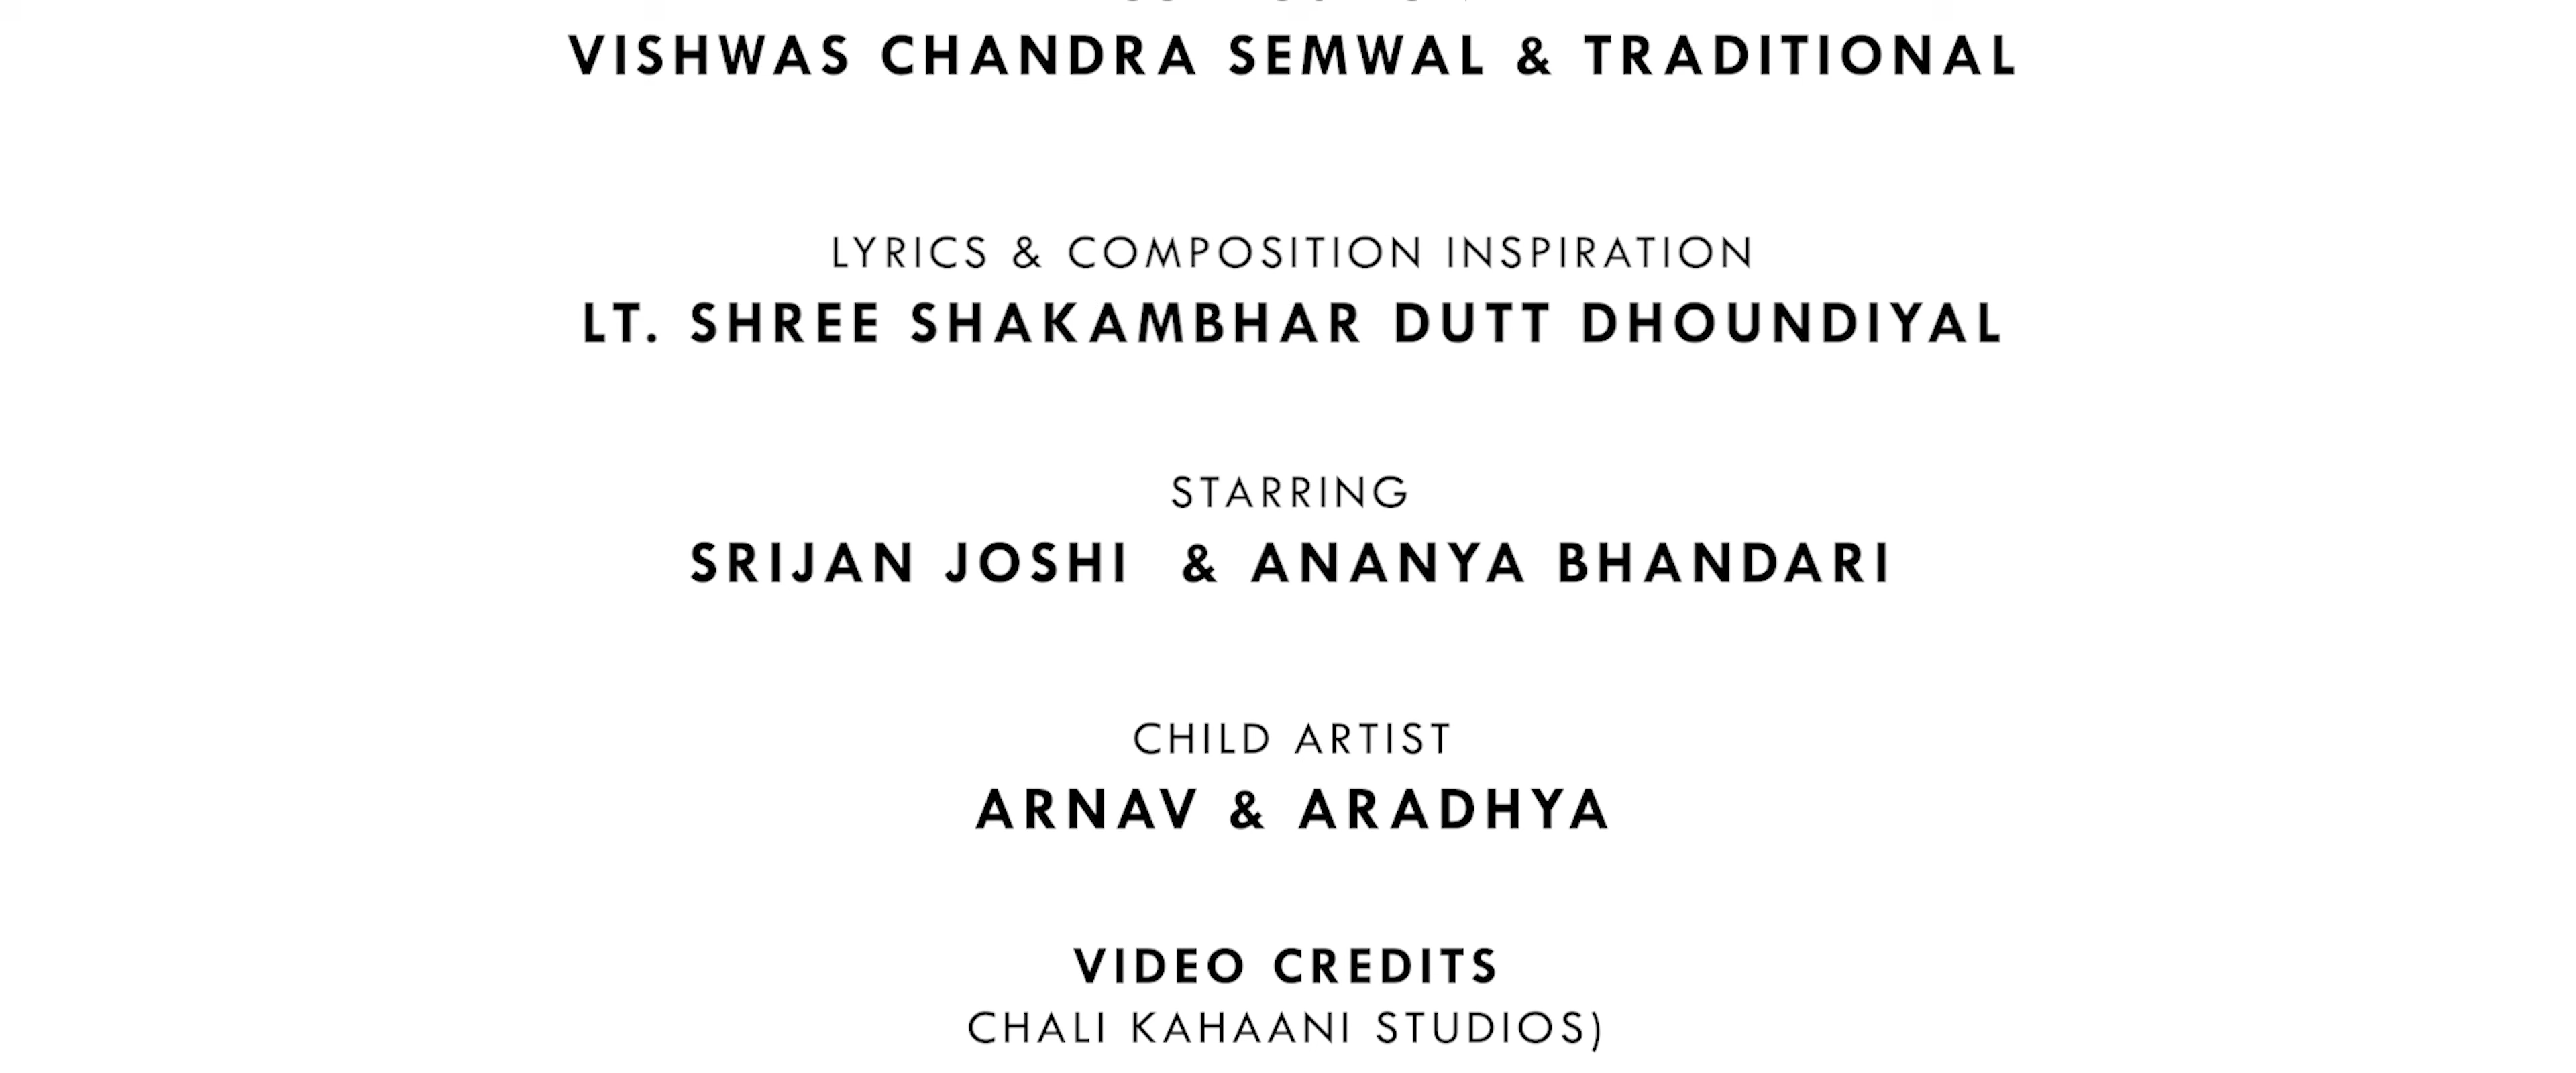 VISHWAS CHANDRA SEMWAL & TRADITIONAL
LYRICS & COMPOSITION INSPIRATION
LT. SHREE SHAKAMBHAR DUTT DHOUNDIYAL
STARRING
SRIJAN JOSHI & ANANYA BHANDARI
CHILD ARTIST
ARNAV & ARADHYA
VIDEO CREDITS
CHALI KAHAANI STUDIOS)